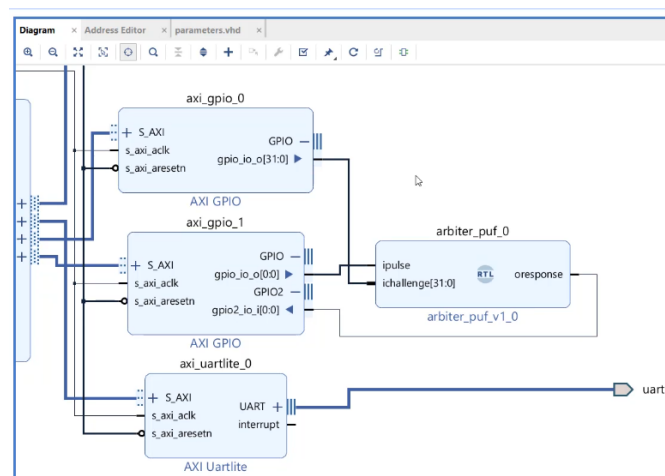 Diagram × Address Editor × parameters.vhd ×
axi_gpio_0
S_AXI
GPIO
s_axi_aclk
gpio_io_o[31:0]
s_axi_aresetn
AXI GPIO
axi_gpio_1
S_AXI
GPIO
gpio_io_o[0:0]
s_axi_aclk
GPIO2
s_axi_aresetn
gpio2_io_i[0:0]
AXI GPIO
arbiter_puf_0
ipulse
ichallenge[31:0]
RTL
oresponse
arbiter_puf_v1_0
axi_uartlite_0
S_AXI
UART
s_axi_aclk
interrupt
s_axi_aresetn
AXI Uartlite
uart